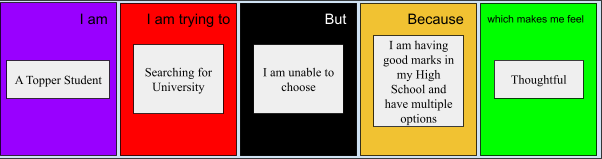 I am
A Topper Student
I am trying to
Searching for
University
But
I am unable to
choose
Because
I am having
good marks in
my High
School and
have multiple
options
which makes me feel
Thoughtful